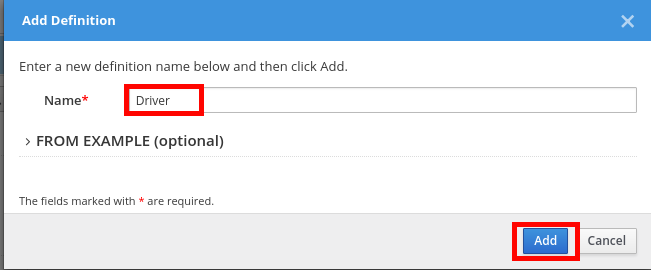 Add Definition
Enter a new definition name below and then click Add.
Name* Driver
FROM EXAMPLE (optional)
The fields marked with * are required.
Add Cancel